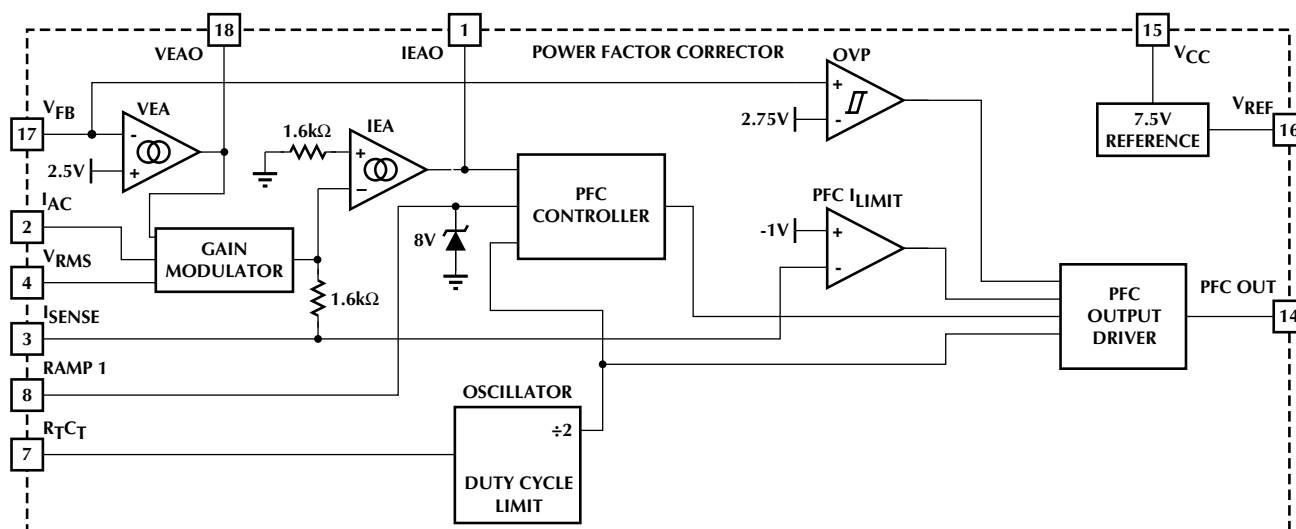 18
1
15
VEAO
IEAO
POWER FACTOR CORRECTOR
VCC
OVP
VFB
VEA
+
-
2.75V
17
-
+
2.5V
1.6kΩ
IEA
+
−
7.5V
REFERENCE
VREF
16
IAC
2
PFC
CONTROLLER
PFC ILIMIT
-1V
+
-
8V
VRMS
4
GAIN
MODULATOR
1.6kΩ
ISENSE
3
PFC
OUTPUT
DRIVER
PFC OUT
14
RAMP 1
8
OSCILLATOR
÷2
RTCT
7
DUTY CYCLE
LIMIT